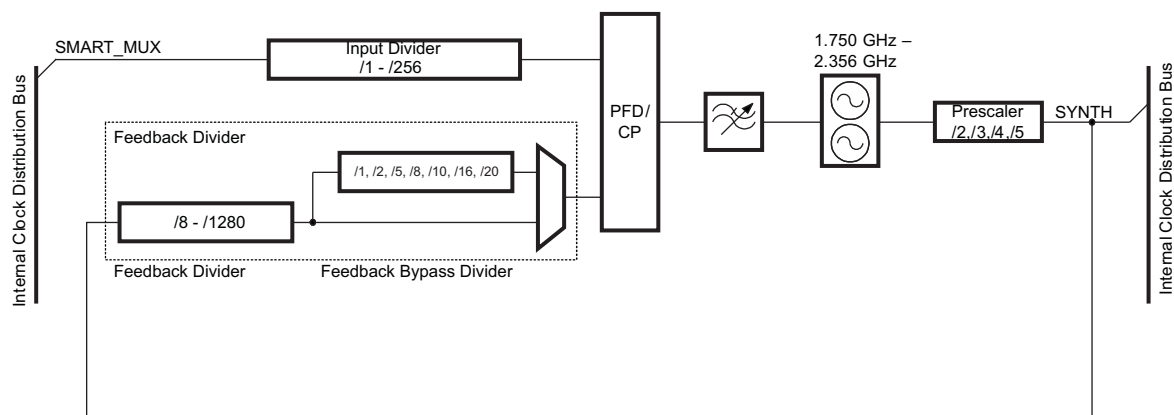 Internal Clock Distribution Bus
SMART_MUX
Input Divider
/1 - /256
Feedback Divider
/1, /2, /5, /8, /10, /16, /20
/8 - /1280
Feedback Divider
Feedback Bypass Divider
PFD/
CP
1.750 GHz –
2.356 GHz
Prescaler
/2,/3,/4,/5
SYNTH
Internal Clock Distribution Bus